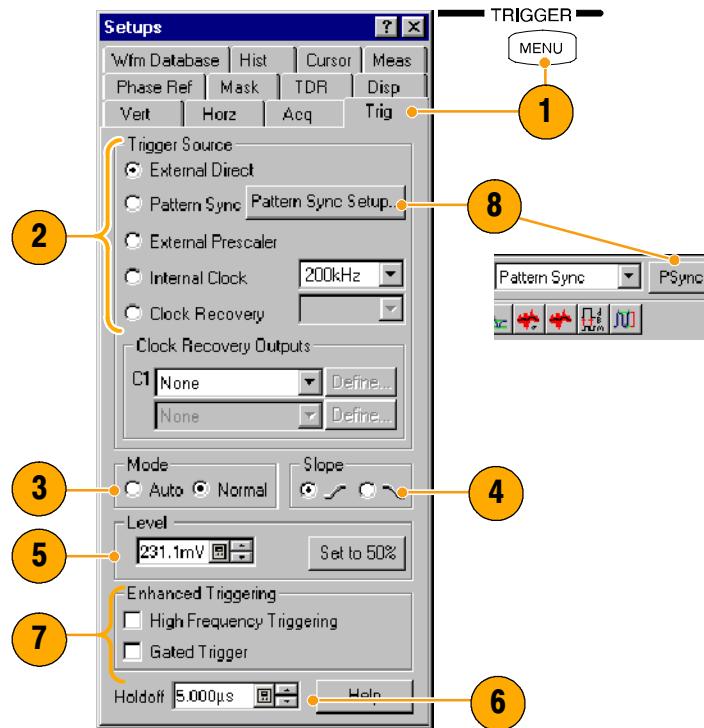 TRIGGER
MENU
1
Setups
Wfm Database Hist Cursor Meas
Phase Ref Mask TDR Disp
Vert Horz Acq Trig
Trigger Source
External Direct
Pattern Sync Pattern Sync Setup...
External Prescaler
Internal Clock 200kHz
Clock Recovery
2
8
Pattern Sync PSync
Clock Recovery Outputs
C1 None Define...
None Define...
Mode
Auto Normal
3
Slope
4
Level
231.1mV Set to 50%
5
Enhanced Triggering
High Frequency Triggering
Gated Trigger
7
Holdoff 5.000µs Help
6